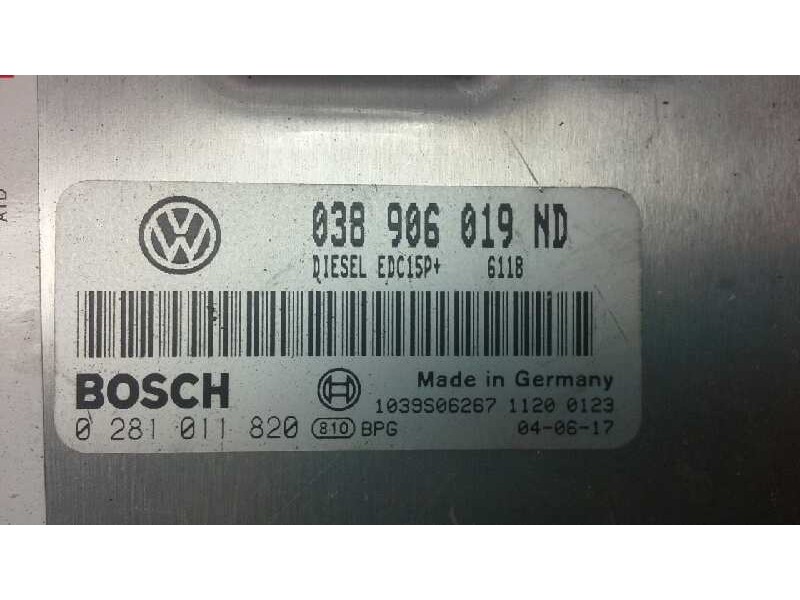 038 906 019 ND
DIESEL EDC15P+ 6118
BOSCH
Made in Germany
1039S06267 1120 0123
0 281 011 820 810 BPG 04-06-17